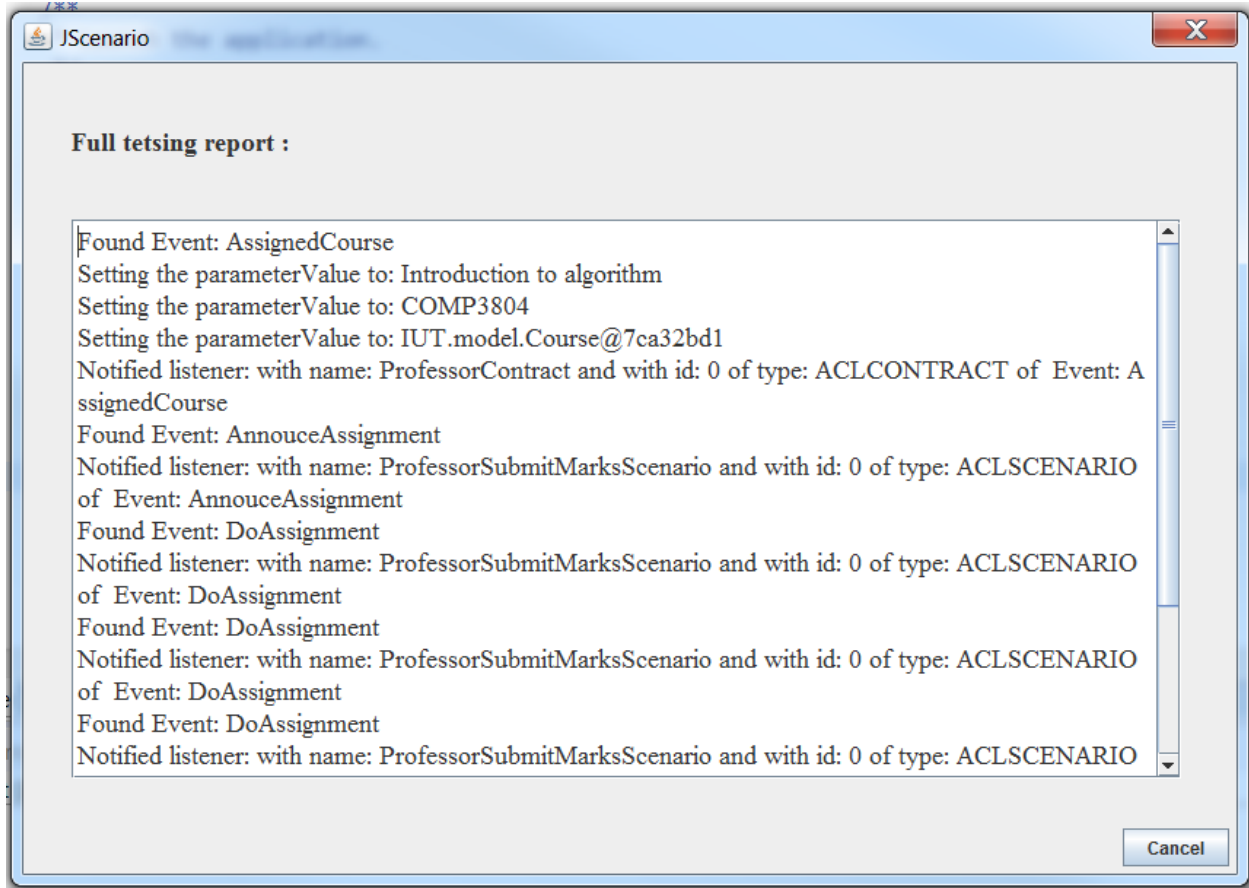 /**
JScenario
the application.
Full tetsing report :
Found Event: AssignedCourse
Setting the parameterValue to: Introduction to algorithm
Setting the parameterValue to: COMP3804
Setting the parameterValue to: IUT.model.Course@7ca32bd1
Notified listener: with name: ProfessorContract and with id: 0 of type: ACLCONTRACT of  Event: A
ssignedCourse
Found Event: AnnouceAssignment
Notified listener: with name: ProfessorSubmitMarksScenario and with id: 0 of type: ACLSCENARIO
of  Event: AnnouceAssignment
Found Event: DoAssignment
Notified listener: with name: ProfessorSubmitMarksScenario and with id: 0 of type: ACLSCENARIO
of  Event: DoAssignment
Found Event: DoAssignment
Notified listener: with name: ProfessorSubmitMarksScenario and with id: 0 of type: ACLSCENARIO
of  Event: DoAssignment
Found Event: DoAssignment
Notified listener: with name: ProfessorSubmitMarksScenario and with id: 0 of type: ACLSCENARIO
Cancel